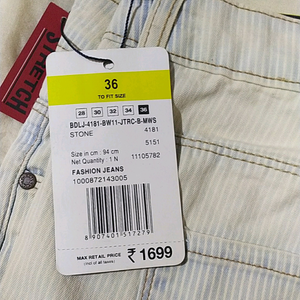 STRETCH
36
TO FIT SIZE
28 30 32 34 36
BDLJ-4181-BW11-JTRC-B-MWS
STONE 4181
5151
Size in cm : 94 cm
Net Quantity : 1 N 11105782
FASHION JEANS
1000872143005
8907401517279
MAX RETAIL PRICE
(incl of all taxes)
₹ 1699